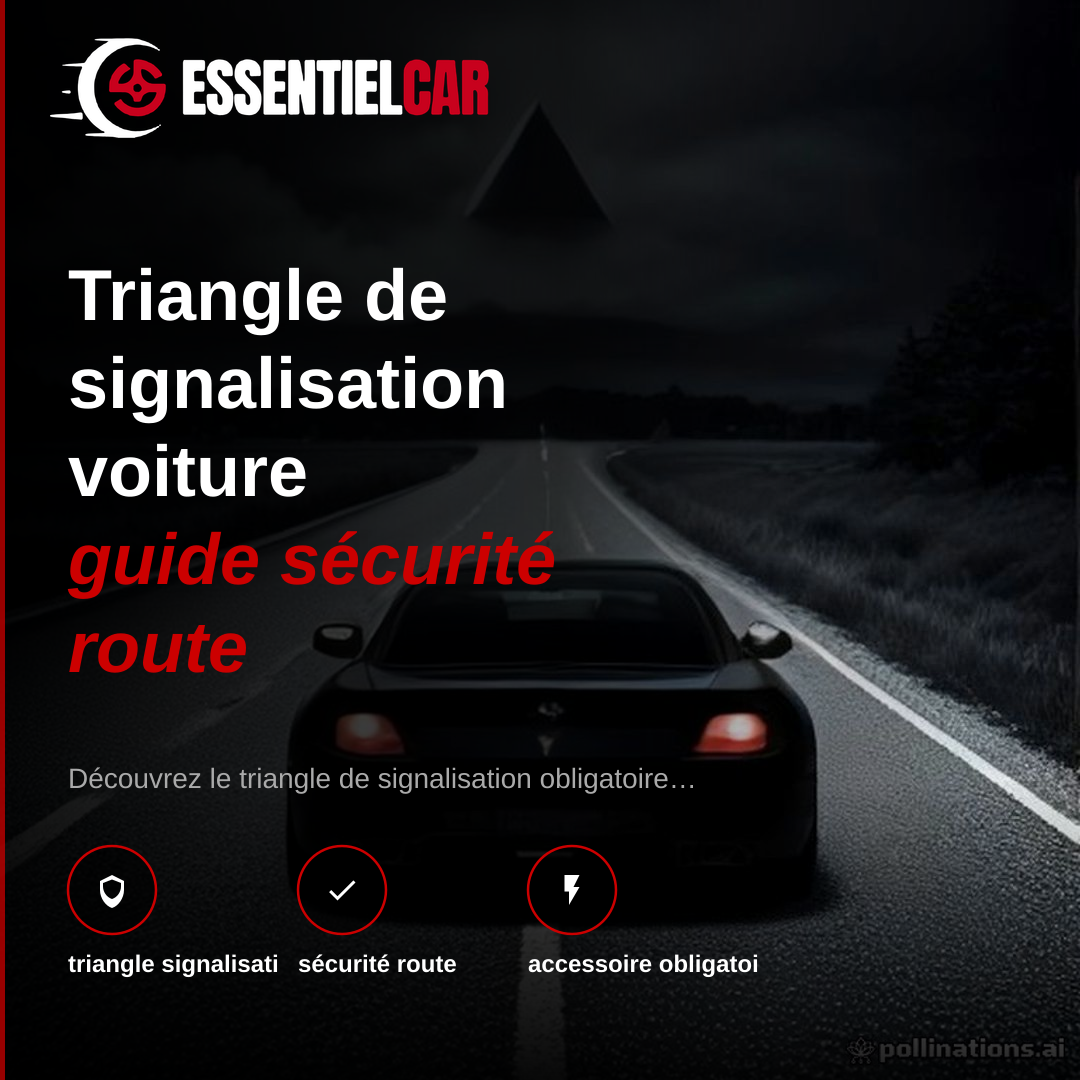 ESSENTIELCAR
Triangle de
signalisation
voiture
guide sécurité
route
Découvrez le triangle de signalisation obligatoire…
triangle signalisati
sécurité route
accessoire obligatoi
pollinations.ai